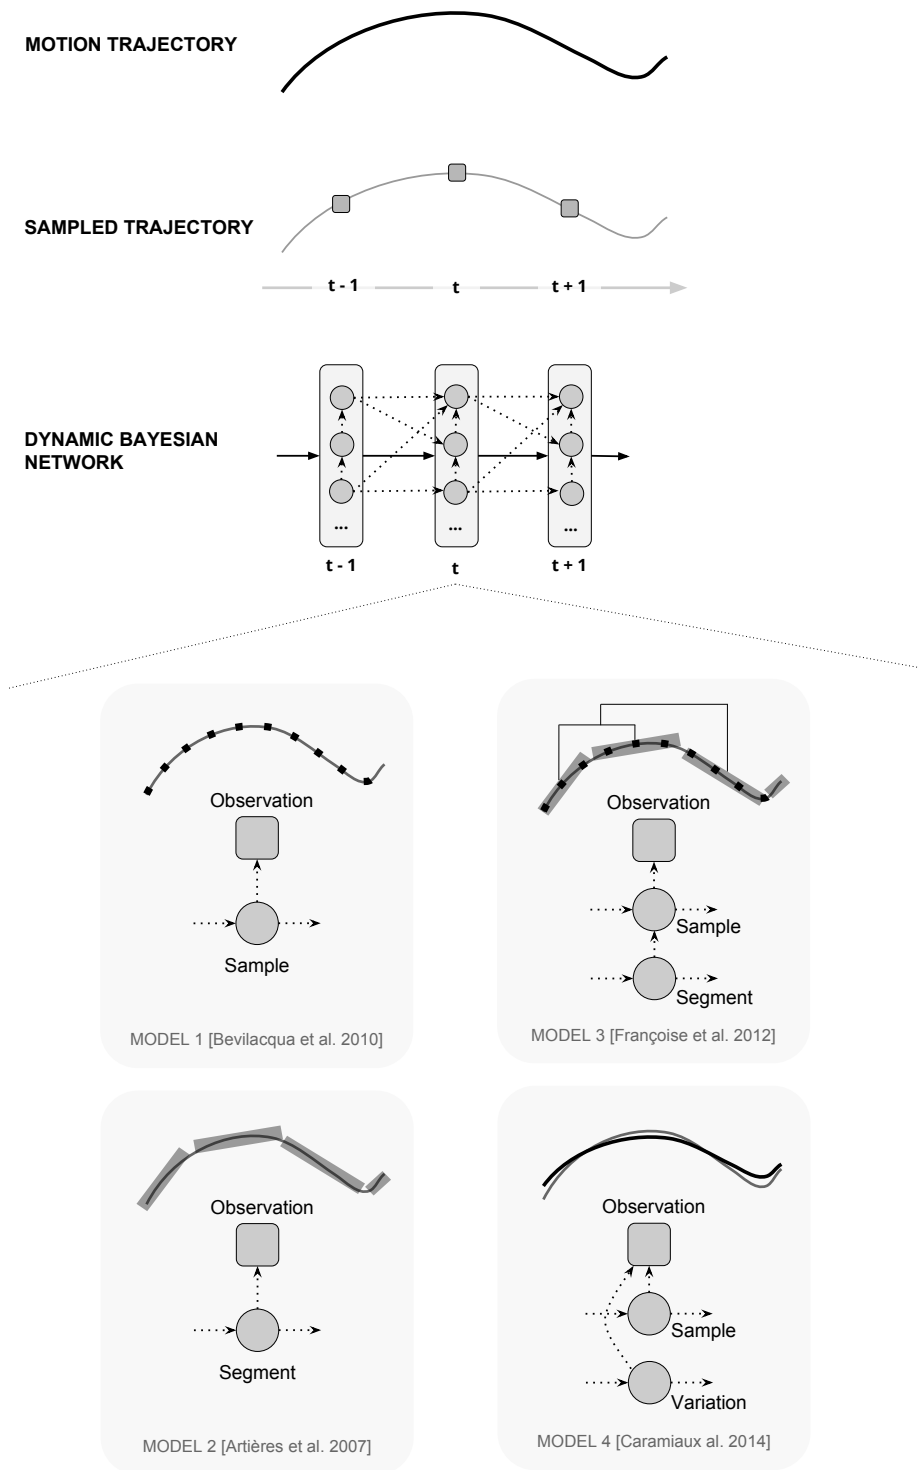 MOTION TRAJECTORY
SAMPLED TRAJECTORY
t - 1
t
t + 1
DYNAMIC BAYESIAN
NETWORK
...
...
...
t - 1
t
t + 1
Observation
Sample
MODEL 1 [Bevilacqua et al. 2010]
Observation
Sample
Segment
MODEL 3 [Françoise et al. 2012]
Observation
Segment
MODEL 2 [Artières et al. 2007]
Observation
Sample
Variation
MODEL 4 [Caramiaux al. 2014]